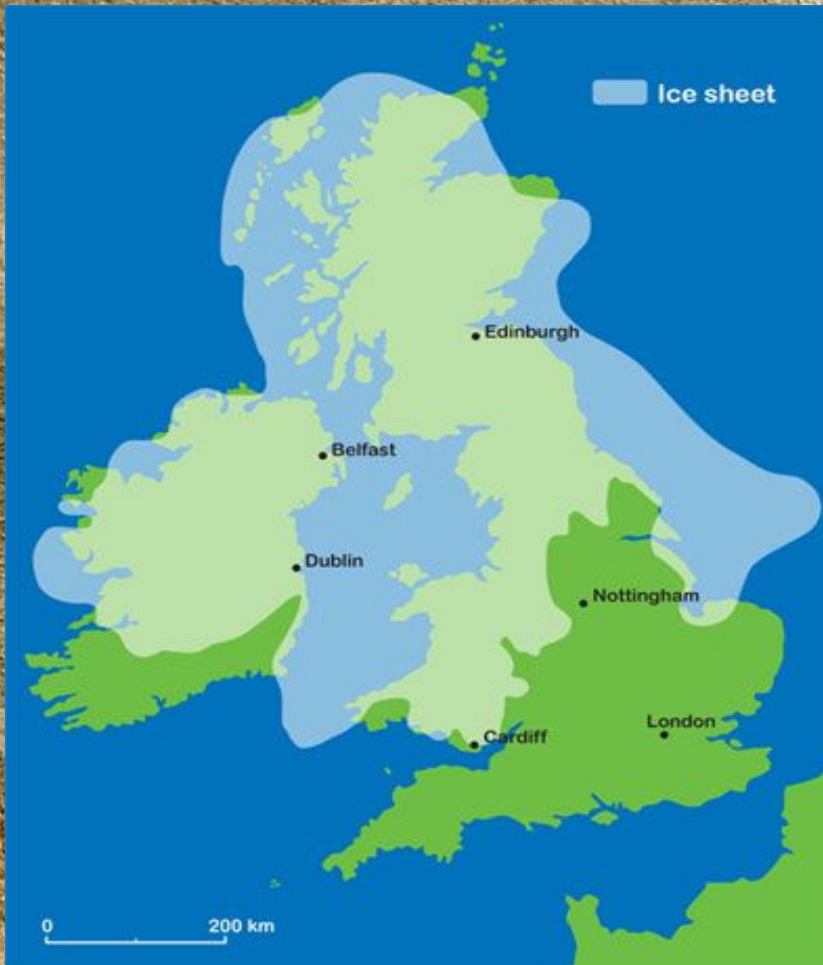 Ice sheet
Edinburgh
Belfast
Dublin
Nottingham
London
Cardiff
0 200 km